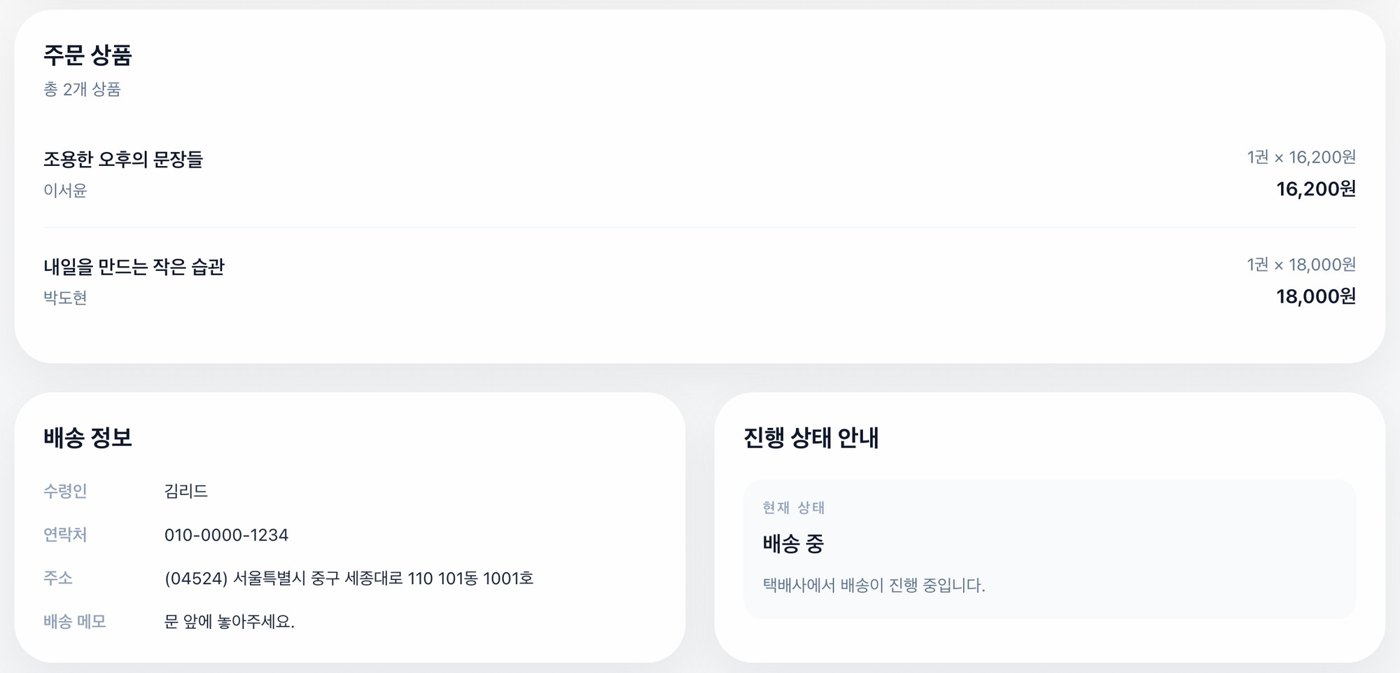 주문 상품
총 2개 상품
조용한 오후의 문장들
1권 × 16,200원
이서윤
16,200원
내일을 만드는 작은 습관
1권 × 18,000원
박도현
18,000원
배송 정보
수령인 김리드
연락처 010-0000-1234
주소 (04524) 서울특별시 중구 세종대로 110 101동 1001호
배송 메모 문 앞에 놓아주세요.
진행 상태 안내
현재 상태
배송 중
택배사에서 배송이 진행 중입니다.